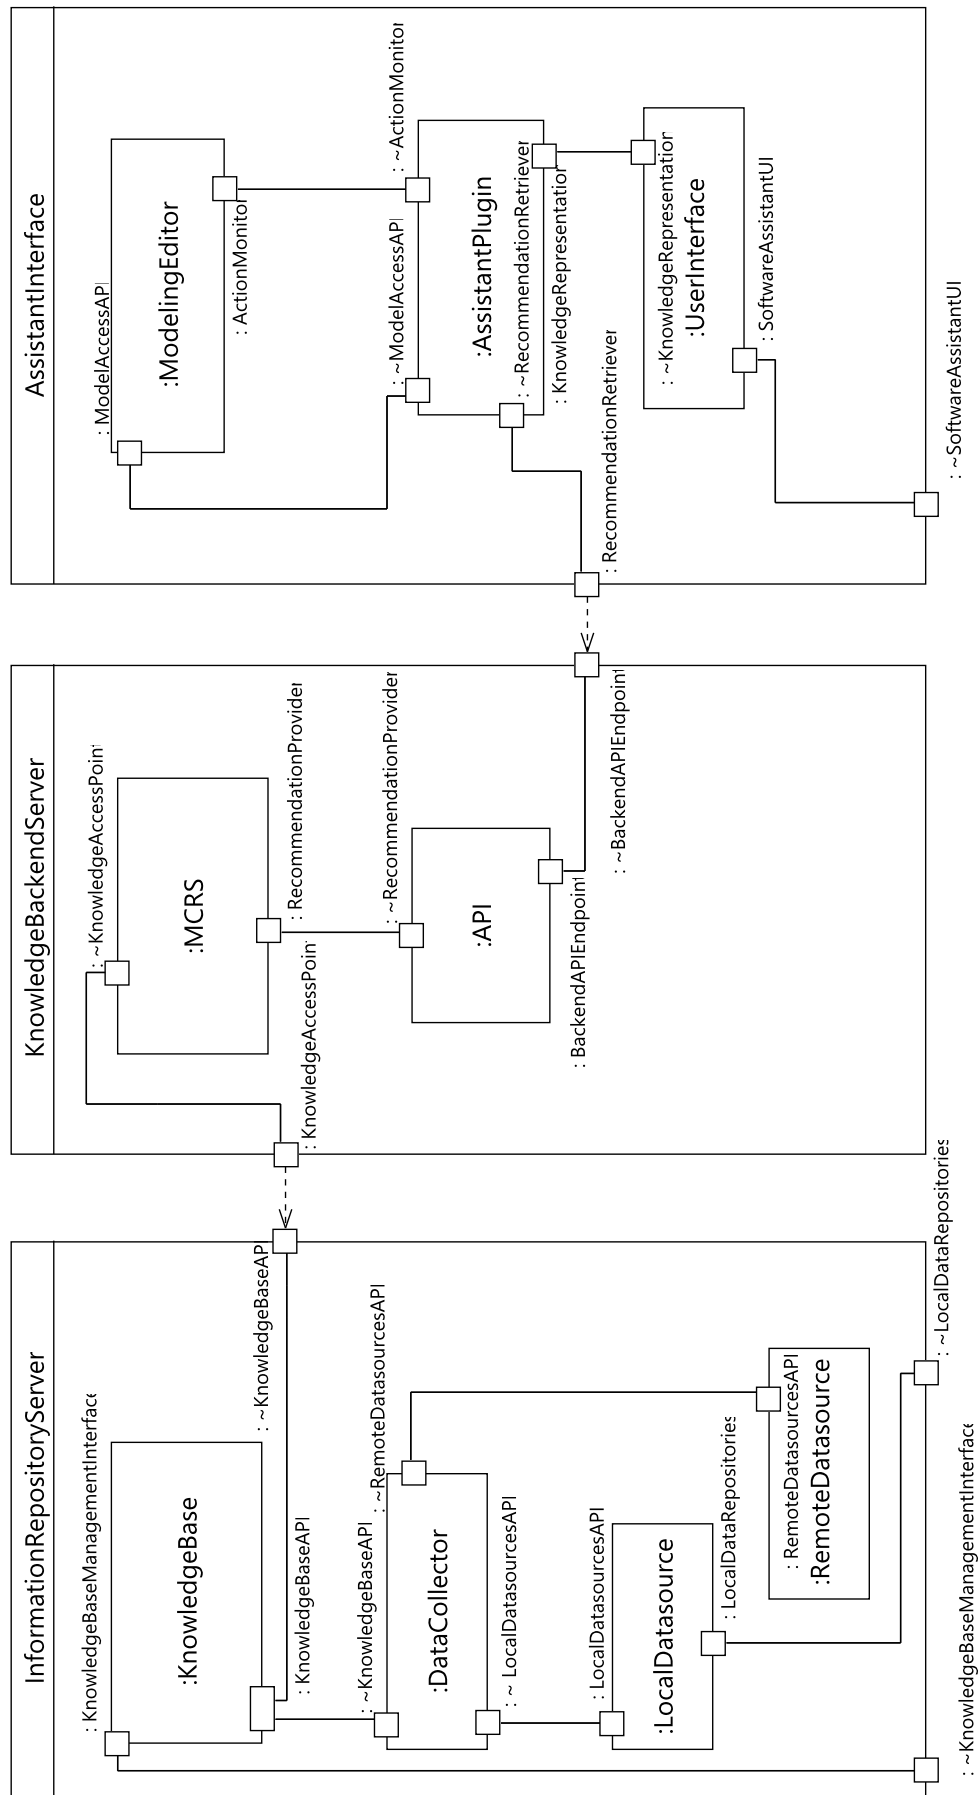 InformationRepositoryServer
: KnowledgeBaseManagementInterface
:KnowledgeBase
: ~KnowledgeBaseAPI
: KnowledgeBaseAPI
: ~KnowledgeBaseAPI
: ~RemoteDatasourcesAPI
:DataCollector
: ~ LocalDatasourcesAPI
: LocalDatasourcesAPI
:LocalDatasource
: LocalDataRepositories
: RemoteDatasourcesAPI
:RemoteDatasource
: ~LocalDataRepositories
: ~KnowledgeBaseManagementInterface
KnowledgeBackendServer
: ~KnowledgeAccessPoint
:MCRS
: RecommendationProvider
: KnowledgeAccessPoint
: ~RecommendationProvider
:API
: BackendAPIEndpoint
: ~BackendAPIEndpoint
AssistantInterface
: ModelAccessAPI
:ModelingEditor
: ActionMonitor
: ~ActionMonitor
: ~ModelAccessAPI
:AssistantPlugin
: ~RecommendationRetriever
: KnowledgeRepresentation
: RecommendationRetriever
: ~KnowledgeRepresentation
:UserInterface
: SoftwareAssistantUI
: ~SoftwareAssistantUI